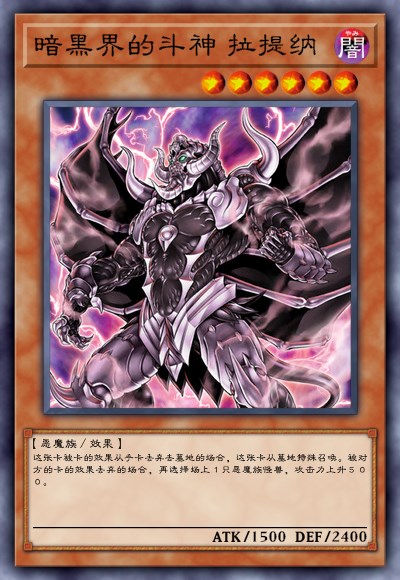 暗黑界的斗神 拉提纳
やみ
闇
【恶魔族/效果】
这张卡被卡的效果从手卡丢弃去墓地的场合，这张卡从墓地特殊召唤。被对
方的卡的效果丢弃的场合，再选择场上１只恶魔族怪兽，攻击力上升５０
０。
ATK/1500 DEF/2400